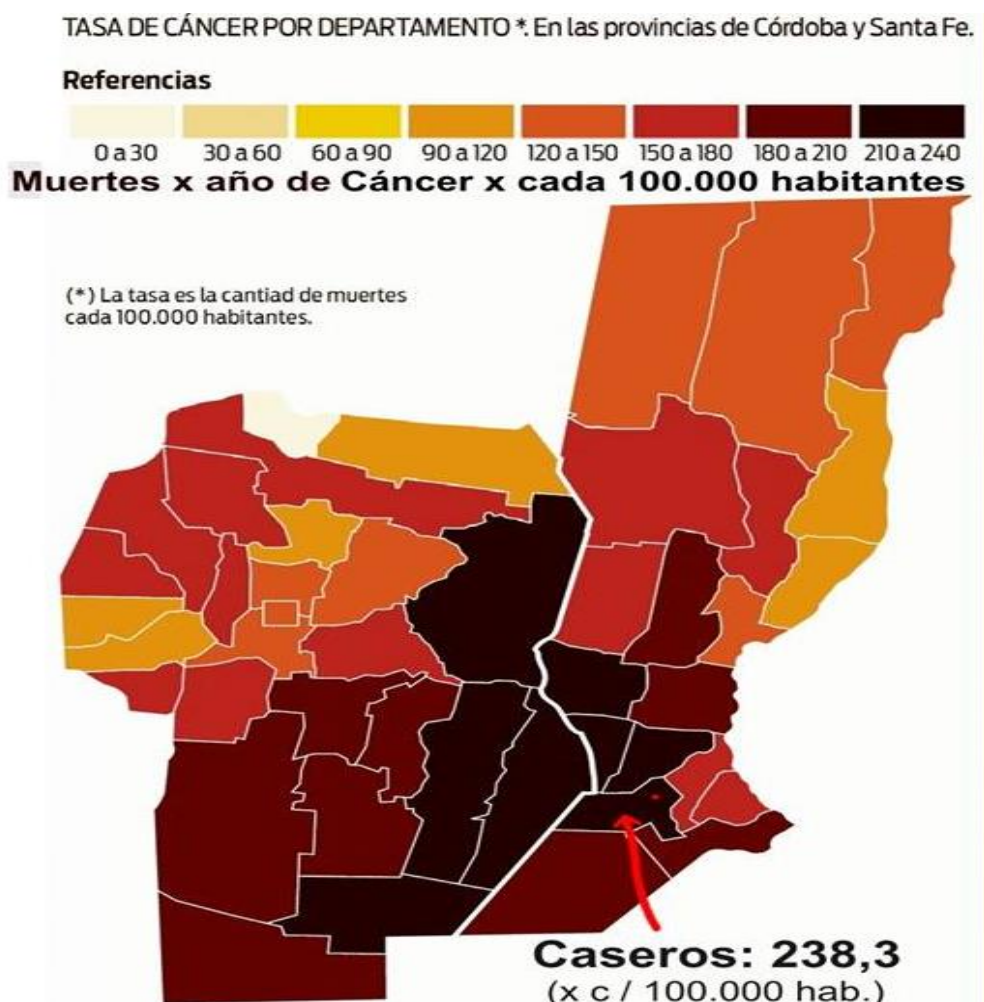 TASA DE CÁNCER POR DEPARTAMENTO *. En las provincias de Córdoba y Santa Fe.
Referencias
0 a 30 30 a 60 60 a 90 90 a 120 120 a 150 150 a 180 180 a 210 210 a 240
Muertes x año de Cáncer x cada 100.000 habitantes
(*) La tasa es la cantiad de muertes
cada 100.000 habitantes.
Caseros: 238,3
(x c / 100.000 hab.)